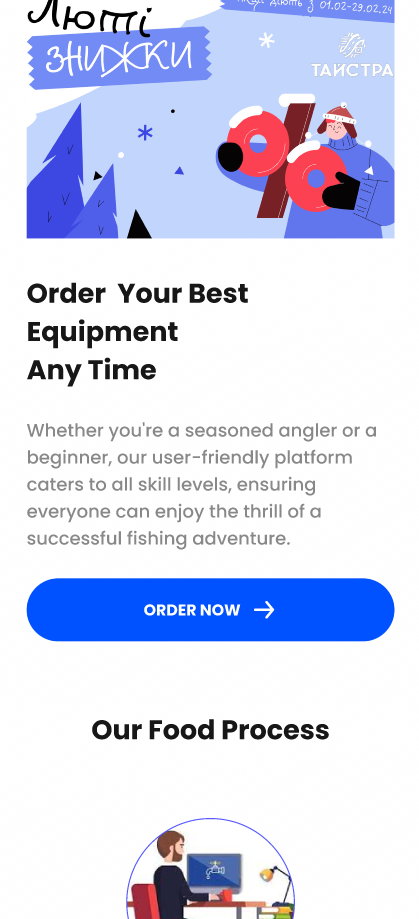 Люті
ЗНИЖКИ
Акція діють з 01.02-29.02.24
ТАЙСТРА
Order Your Best
Equipment
Any Time
Whether you're a seasoned angler or a
beginner, our user-friendly platform
caters to all skill levels, ensuring
everyone can enjoy the thrill of a
successful fishing adventure.
ORDER NOW
Our Food Process